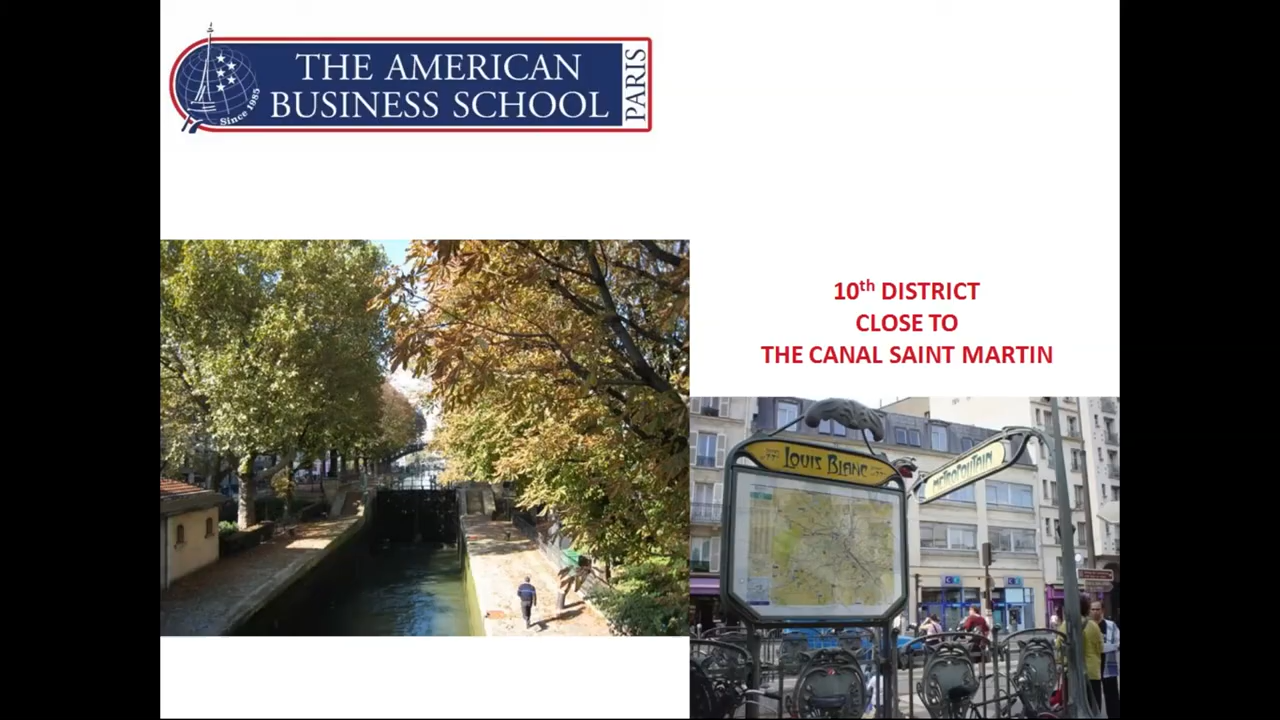 THE AMERICAN
BUSINESS SCHOOL
PARIS
Since 1985
10th DISTRICT
CLOSE TO
THE CANAL SAINT MARTIN
LOUIS BLANC
METROPOLITAIN